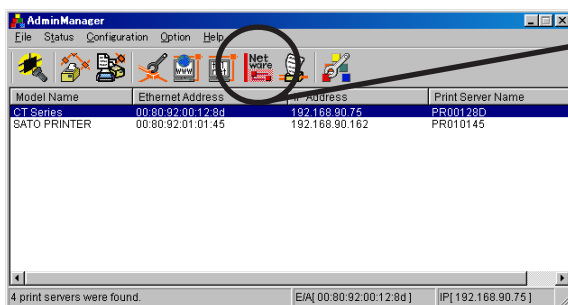 AdminManager
File Status Configuration Option Help
WWW
Net
Ware
Model Name Ethernet Address IP Address Print Server Name
CT Series 00:80:92:00:12:8d 192.168.90.75 PR00128D
SATO PRINTER 00:80:92:01:01:45 192.168.90.162 PR010145
4 print servers were found. E/A[ 00:80:92:00:12:8d ] IP[ 192.168.90.75 ]